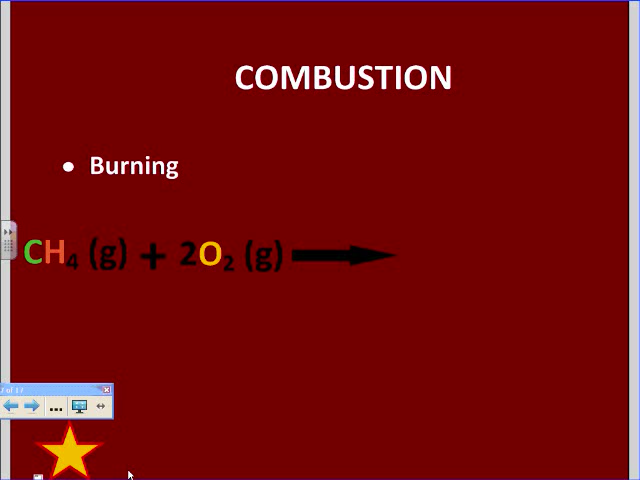 COMBUSTION
• Burning
CH₄ (g) + 2O₂ (g)
...